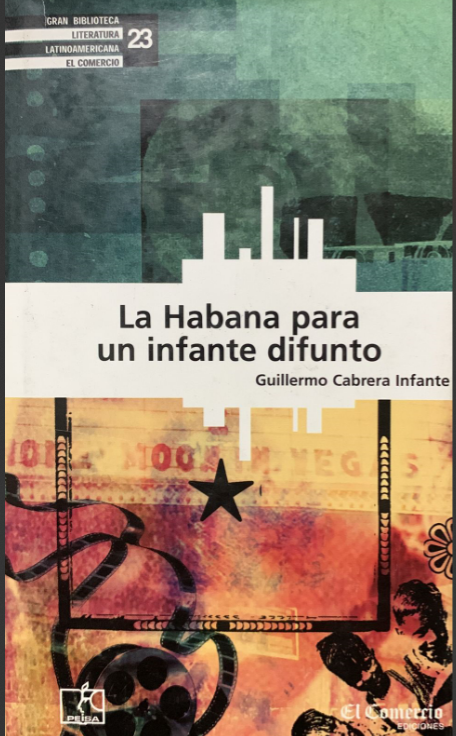 GRAN BIBLIOTECA
LITERATURA
LATINOAMERICANA
EL COMERCIO
23
La Habana para
un infante difunto
Guillermo Cabrera Infante
VEGAS
PEISA
El Comercio
EDICIONES